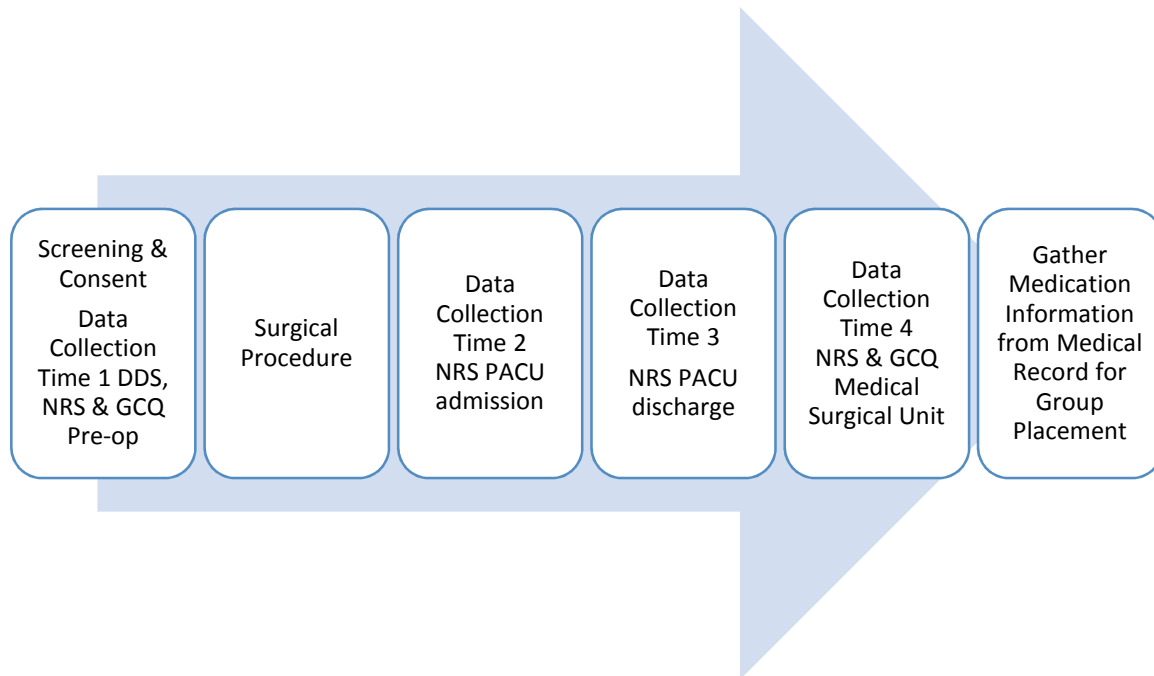 Screening &
Consent
Data
Collection
Time 1 DDS,
NRS & GCQ
Pre-op
Surgical
Procedure
Data
Collection
Time 2
NRS PACU
admission
Data
Collection
Time 3
NRS PACU
discharge
Data
Collection
Time 4
NRS & GCQ
Medical
Surgical Unit
Gather
Medication
Information
from Medical
Record for
Group
Placement